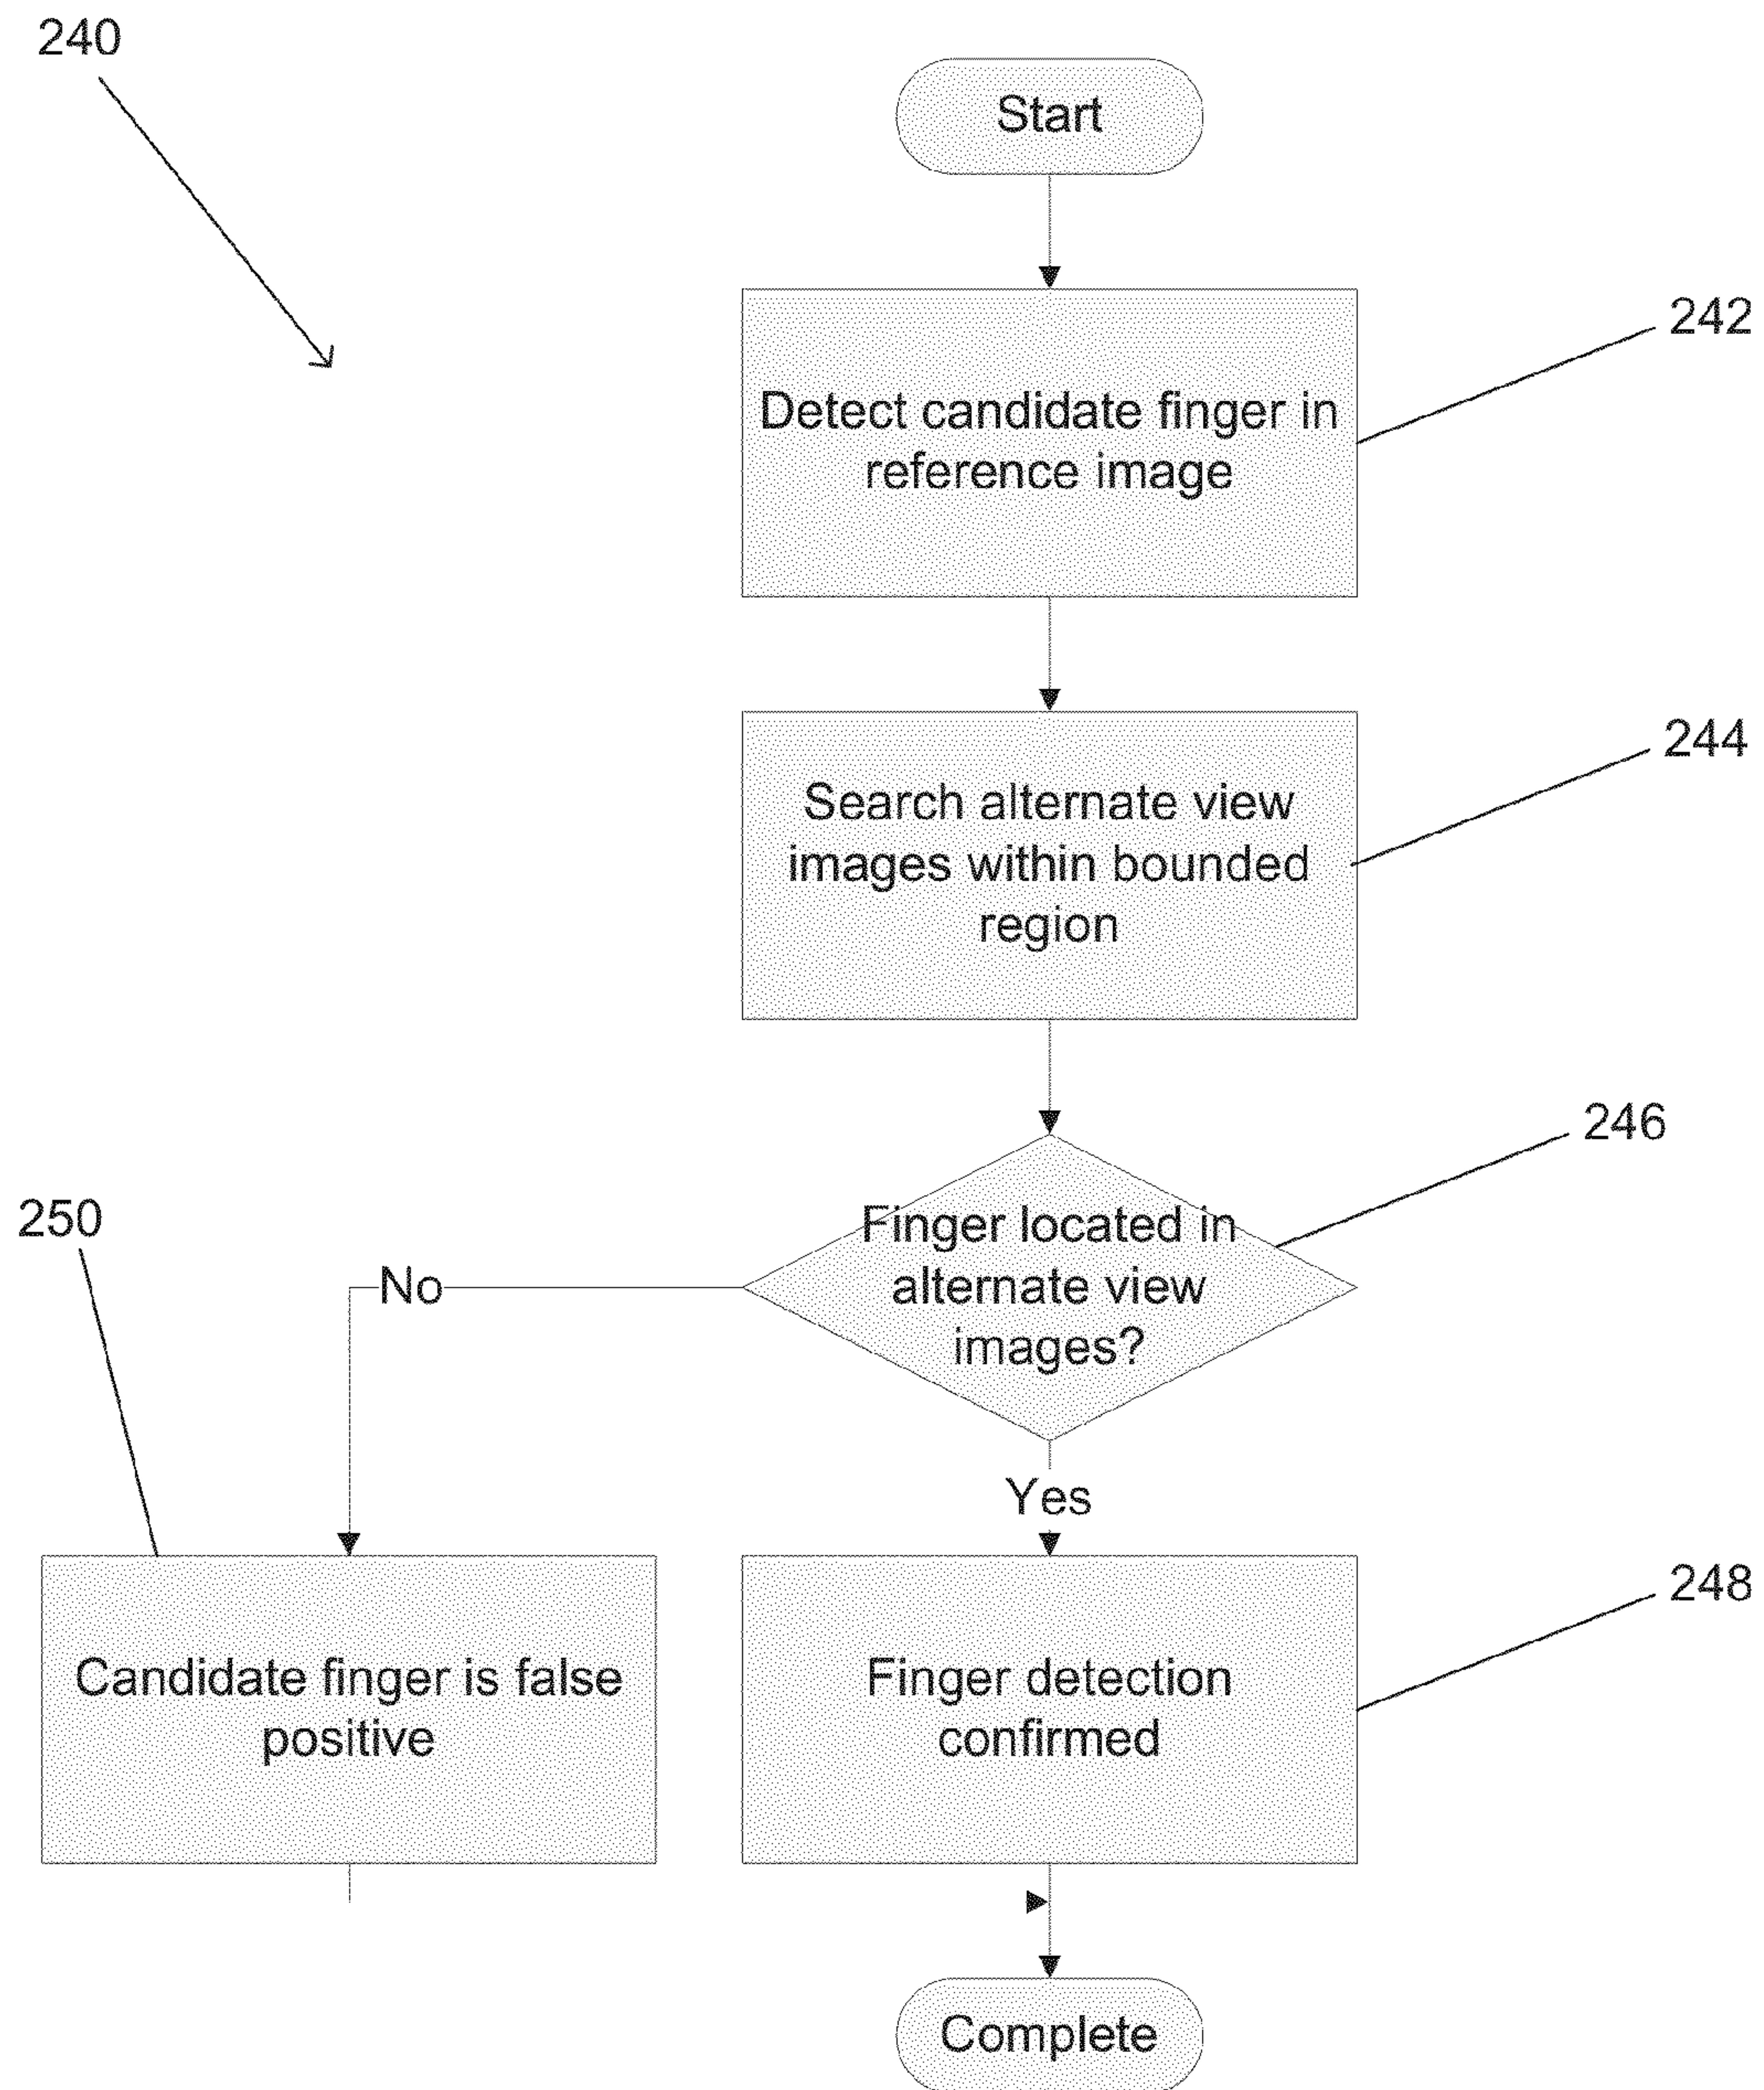 240
Start
242
Detect candidate finger in
reference image
244
Search alternate view
images within bounded
region
246
Finger located in
alternate view
images?
250
No
Yes
248
Candidate finger is false
positive
Finger detection
confirmed
Complete